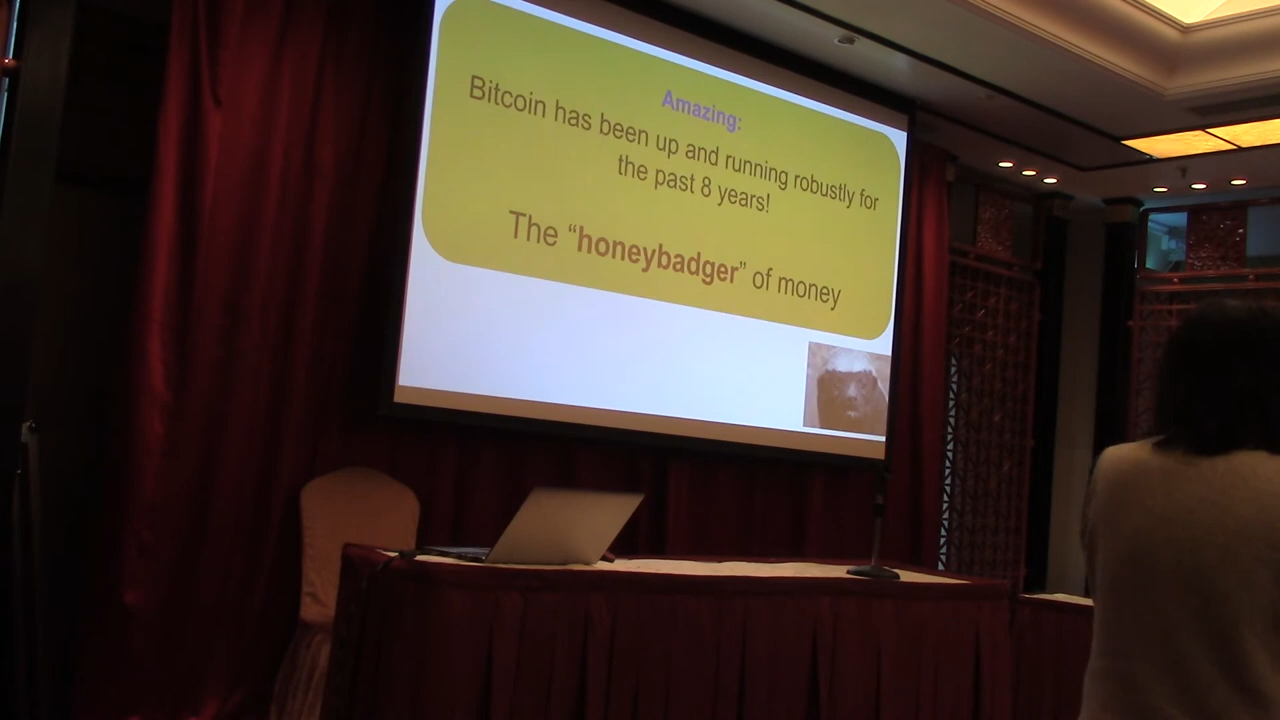 Amazing:
Bitcoin has been up and running robustly for
the past 8 years!
The “honeybadger” of money